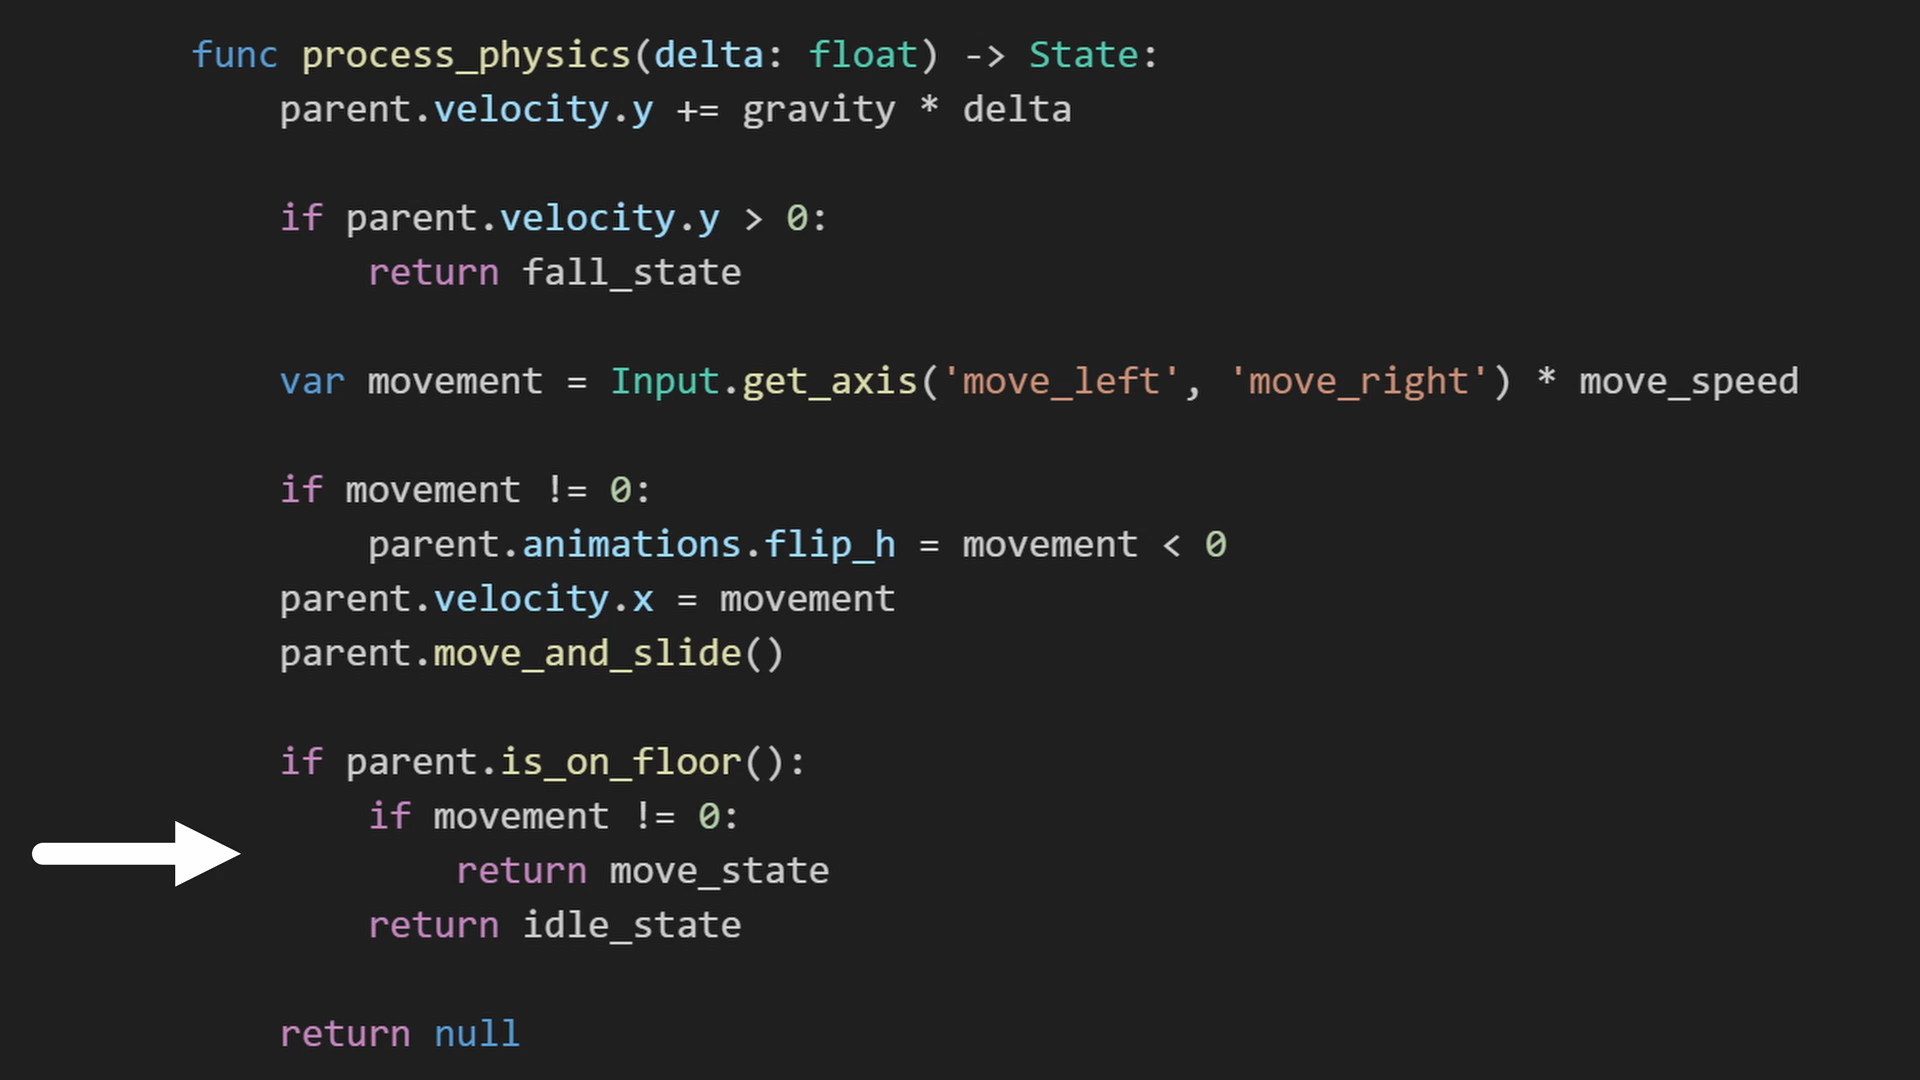 func process_physics(delta: float) -> State:
    parent.velocity.y += gravity * delta

    if parent.velocity.y > 0:
        return fall_state

    var movement = Input.get_axis('move_left', 'move_right') * move_speed

    if movement != 0:
        parent.animations.flip_h = movement < 0
    parent.velocity.x = movement
    parent.move_and_slide()

    if parent.is_on_floor():
        if movement != 0:
            return move_state
        return idle_state

    return null